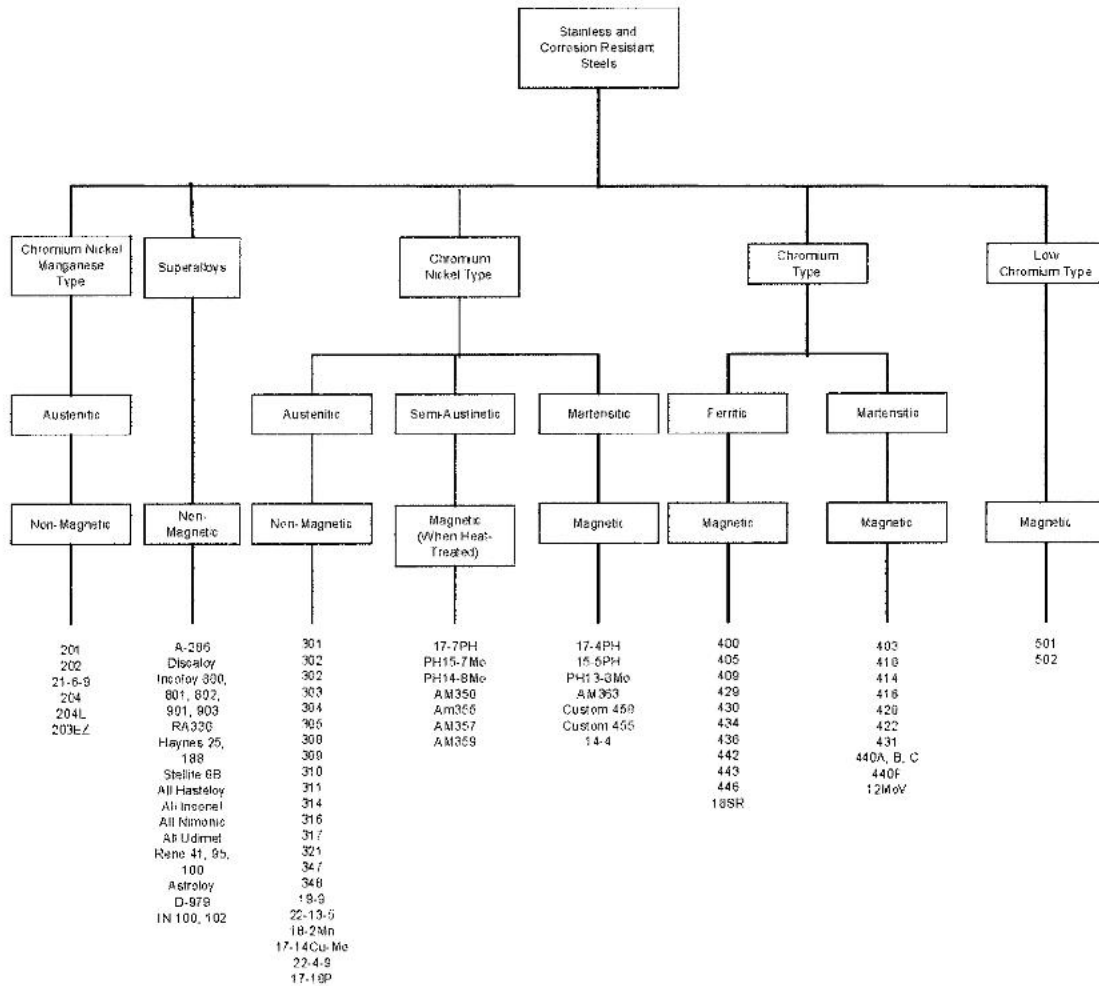 Stainless and
Corrosion Resistant
Steels
Chromium Nickel
Manganese
Type
Superalloys
Chromium
Nickel Type
Chromium
Type
Low
Chromium Type
Austenitic
Austenitic
Semi-Austinetic
Martensitic
Ferritic
Martensitic
Non-Magnetic
Non-
Magnetic
Non-Magnetic
Magnetic
(When Heat-
Treated)
Magnetic
Magnetic
Magnetic
Magnetic
201
202
21-6-9
204
204L
203EZ
A-286
Discaloy
Incoloy 800,
801, 802,
901, 903
RA330
Haynes 25,
188
Stellite 6B
All Hasteloy
All Insonel
All Nimonic
All Udimet
Rene 41, 95,
100
Astroloy
D-979
IN 100, 102
301
302
302
303
304
305
308
309
310
311
314
316
317
321
347
348
19-9
22-13-5
18-2Mn
17-14Cu-Mo
22-4-9
17-10P
17-7PH
PH15-7Mo
PH14-8Mo
AM350
Am355
AM357
AM359
17-4PH
15-5PH
PH13-8Mo
AM363
Custom 450
Custom 455
14-4
400
405
409
429
430
434
436
442
443
446
18SR
403
410
414
416
420
422
431
440A, B, C
440F
12MoV
501
502